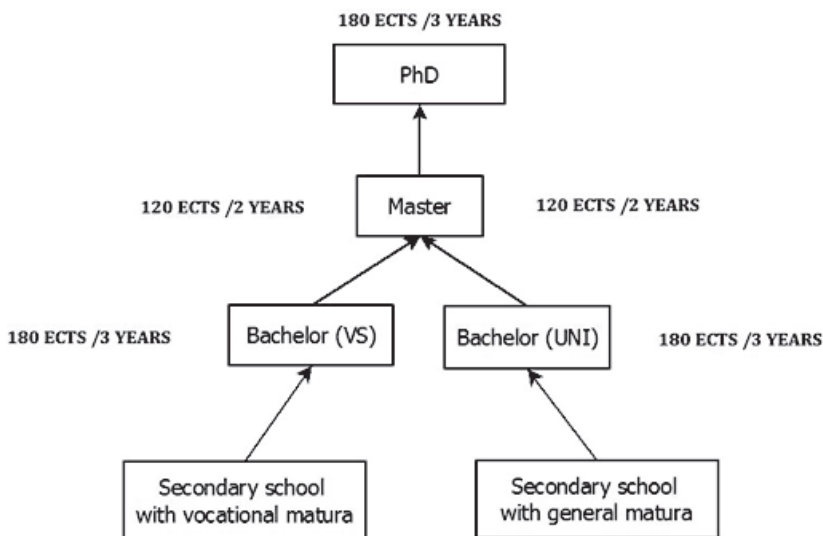 180 ECTS /3 YEARS
PhD
120 ECTS /2 YEARS
Master
120 ECTS /2 YEARS
180 ECTS /3 YEARS
Bachelor (VS)
Bachelor (UNI)
180 ECTS /3 YEARS
Secondary school
with vocational matura
Secondary school
with general matura